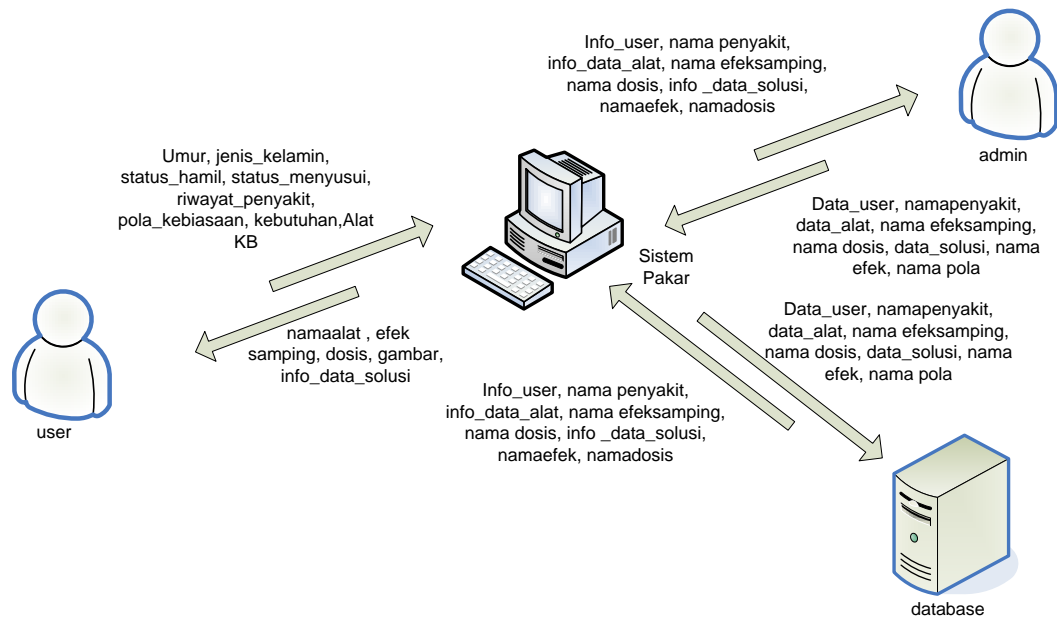 Info_user, nama penyakit,
info_data_alat, nama efeksamping,
nama dosis, info _data_solusi,
namaefek, namadosis
admin
Umur, jenis_kelamin,
status_hamil, status_menyusui,
riwayat_penyakit,
pola_kebiasaan, kebutuhan,Alat
KB
Sistem
Pakar
Data_user, namapenyakit,
data_alat, nama efeksamping,
nama dosis, data_solusi, nama
efek, nama pola
namaalat , efek
samping, dosis, gambar,
info_data_solusi
user
Data_user, namapenyakit,
data_alat, nama efeksamping,
nama dosis, data_solusi, nama
efek, nama pola
Info_user, nama penyakit,
info_data_alat, nama efeksamping,
nama dosis, info _data_solusi,
namaefek, namadosis
database